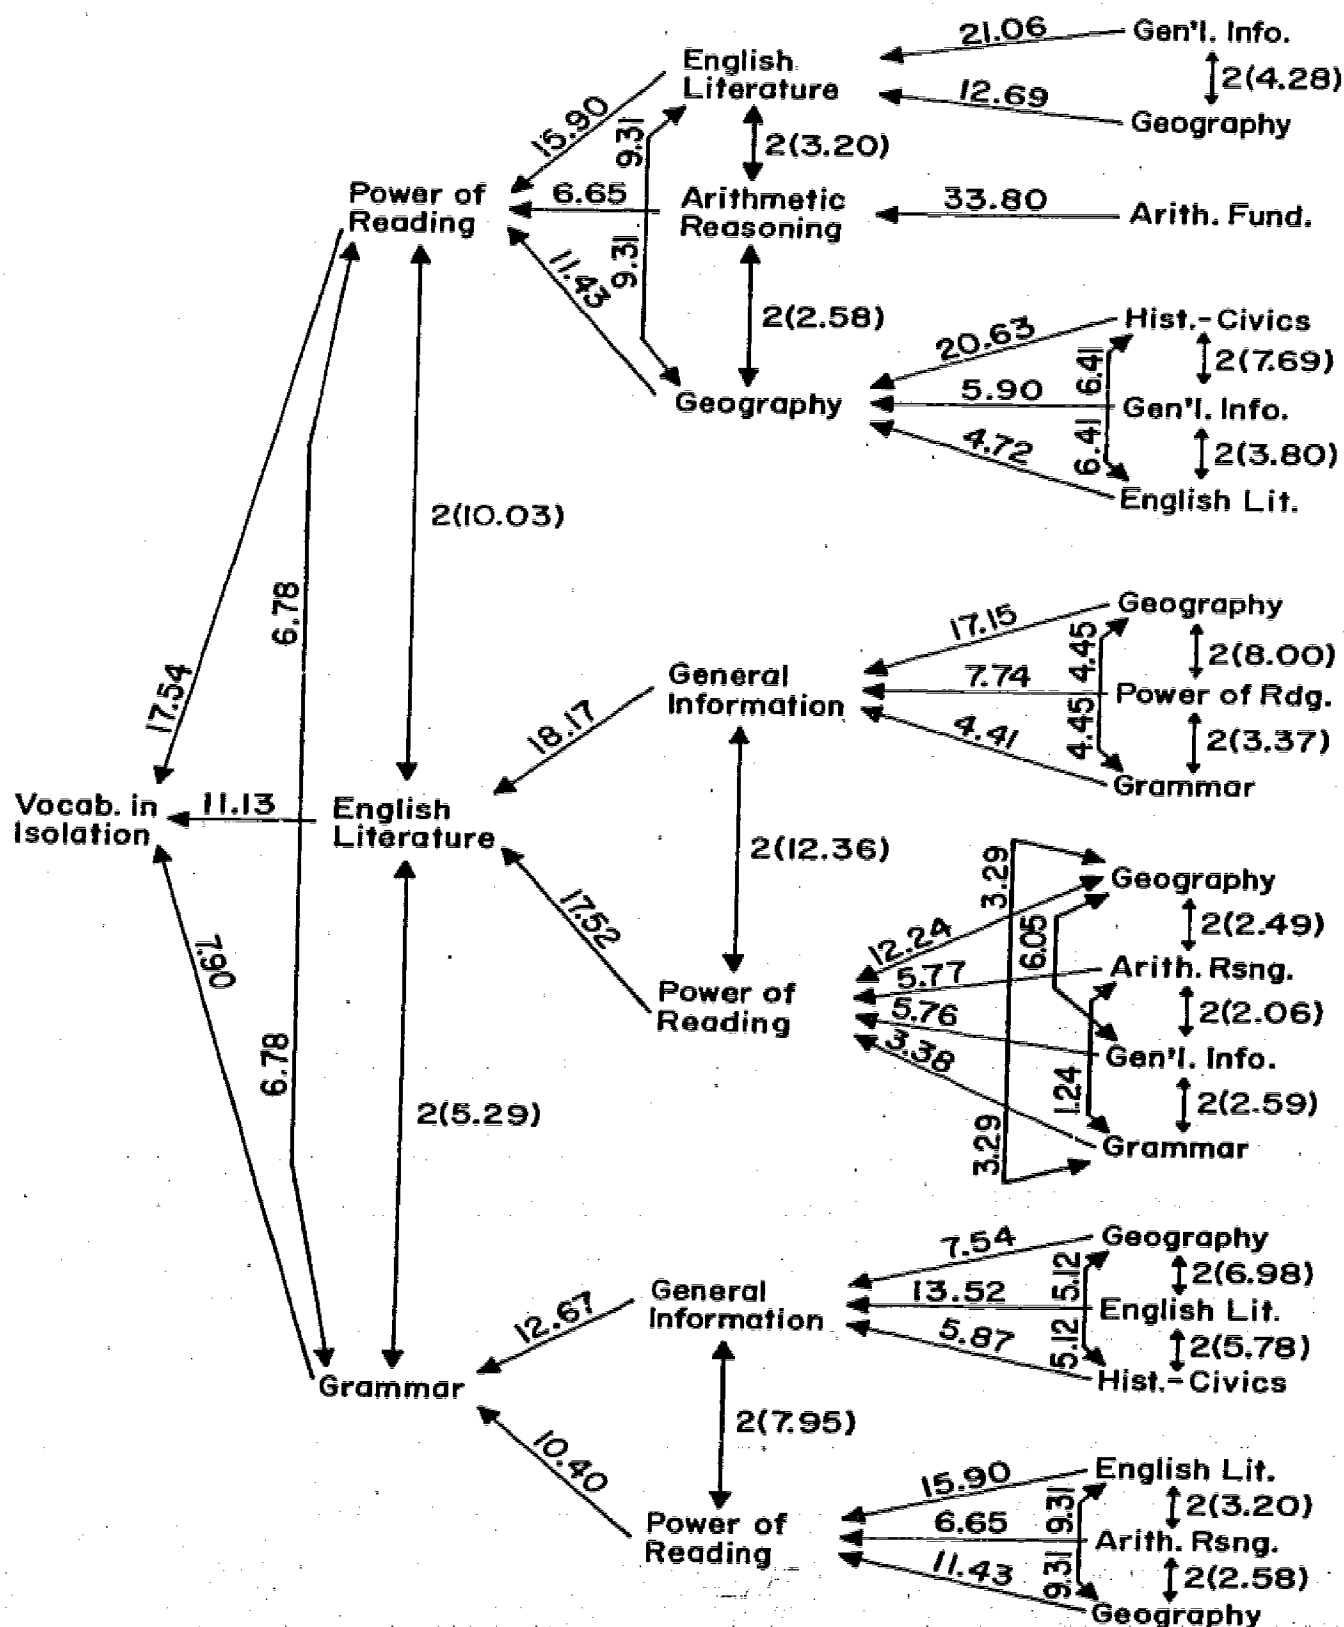 21.06
Gen'l. Info.
English
Literature
2(4.28)
12.69
Geography
15.90
9.31
2(3.20)
Power of
Reading
6.65
Arithmetic
Reasoning
33.80
Arith. Fund.
9.31
11.43
2(2.58)
Hist.-Civics
20.63
6.41
2(7.69)
Geography
5.90
Gen'l. Info.
4.72
6.41
2(3.80)
English Lit.
2(10.03)
6.78
17.54
Geography
17.15
4.45
2(8.00)
General
Information
7.74
Power of Rdg.
18.17
4.41
4.45
2(3.37)
Grammar
Vocab. in
Isolation
11.13
English
Literature
2(12.36)
3.29
Geography
17.52
12.24
6.05
2(2.49)
7.90
5.77
Arith. Rsng.
Power of
Reading
5.76
2(2.06)
3.38
Gen'l. Info.
6.78
1.24
2(2.59)
2(5.29)
3.29
Grammar
7.54
Geography
5.12
2(6.98)
General
Information
13.52
English Lit.
12.67
5.87
5.12
2(5.78)
Grammar
Hist.-Civics
2(7.95)
10.40
15.90
English Lit.
9.31
2(3.20)
Power of
Reading
6.65
Arith. Rsng.
11.43
9.31
2(2.58)
Geography